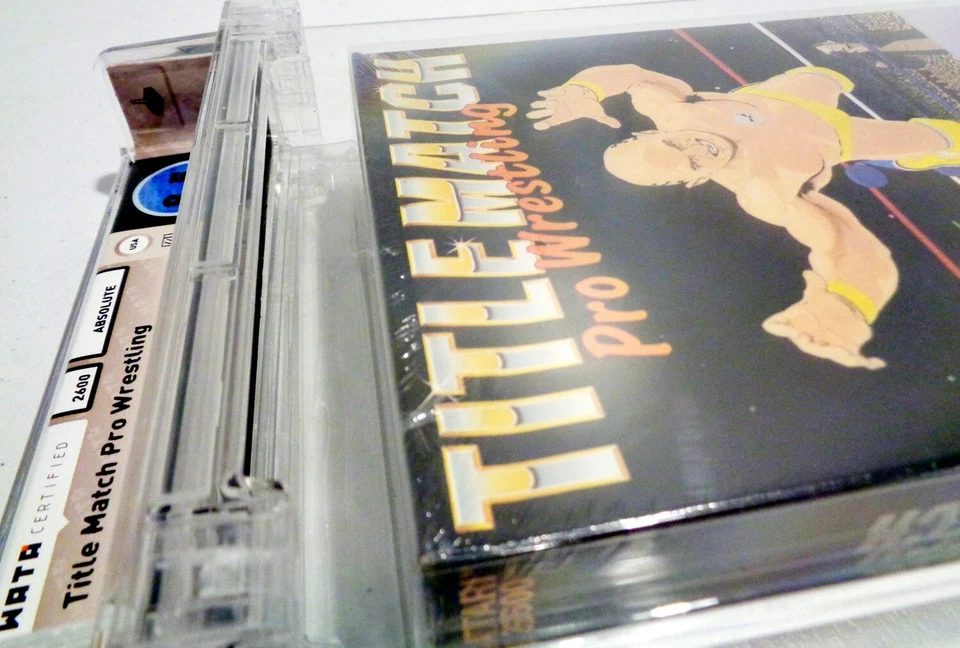 WATA CERTIFIED
2600
ABSOLUTE
USA
Title Match Pro Wrestling
TITLE MATCH
Pro Wrestling
ATARI
2600